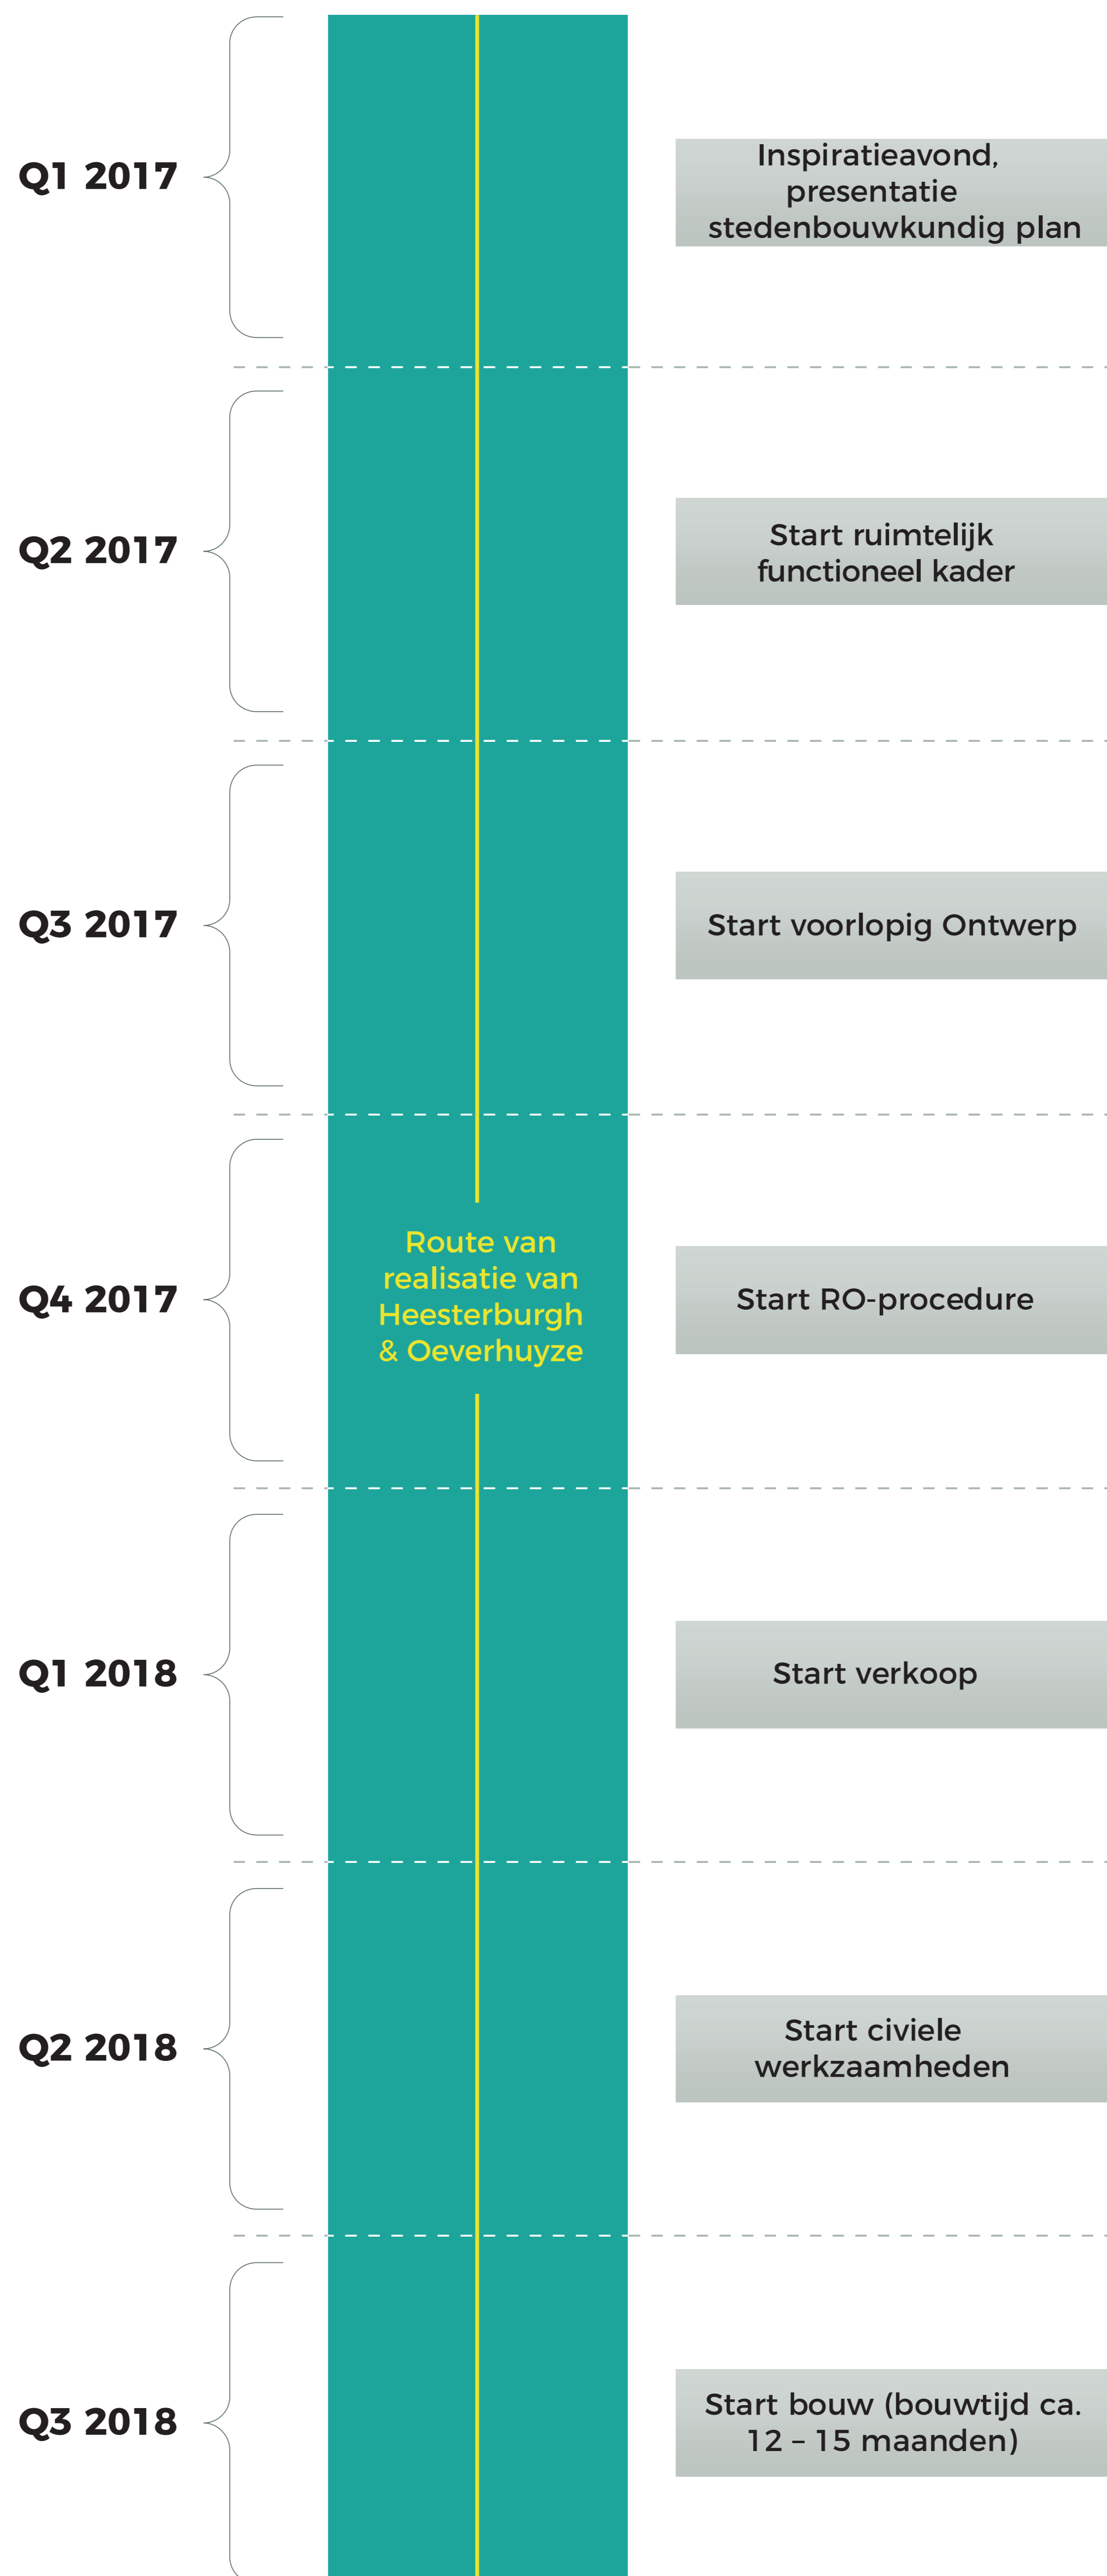 Q1 2017
Inspiratieavond,
presentatie
stedenbouwkundig plan
Q2 2017
Start ruimtelijk
functioneel kader
Q3 2017
Start voorlopig Ontwerp
Q4 2017
Route van
realisatie van
Heesterburgh
& Oeverhuyze
Start RO-procedure
Q1 2018
Start verkoop
Q2 2018
Start civiele
werkzaamheden
Q3 2018
Start bouw (bouwtijd ca.
12 – 15 maanden)